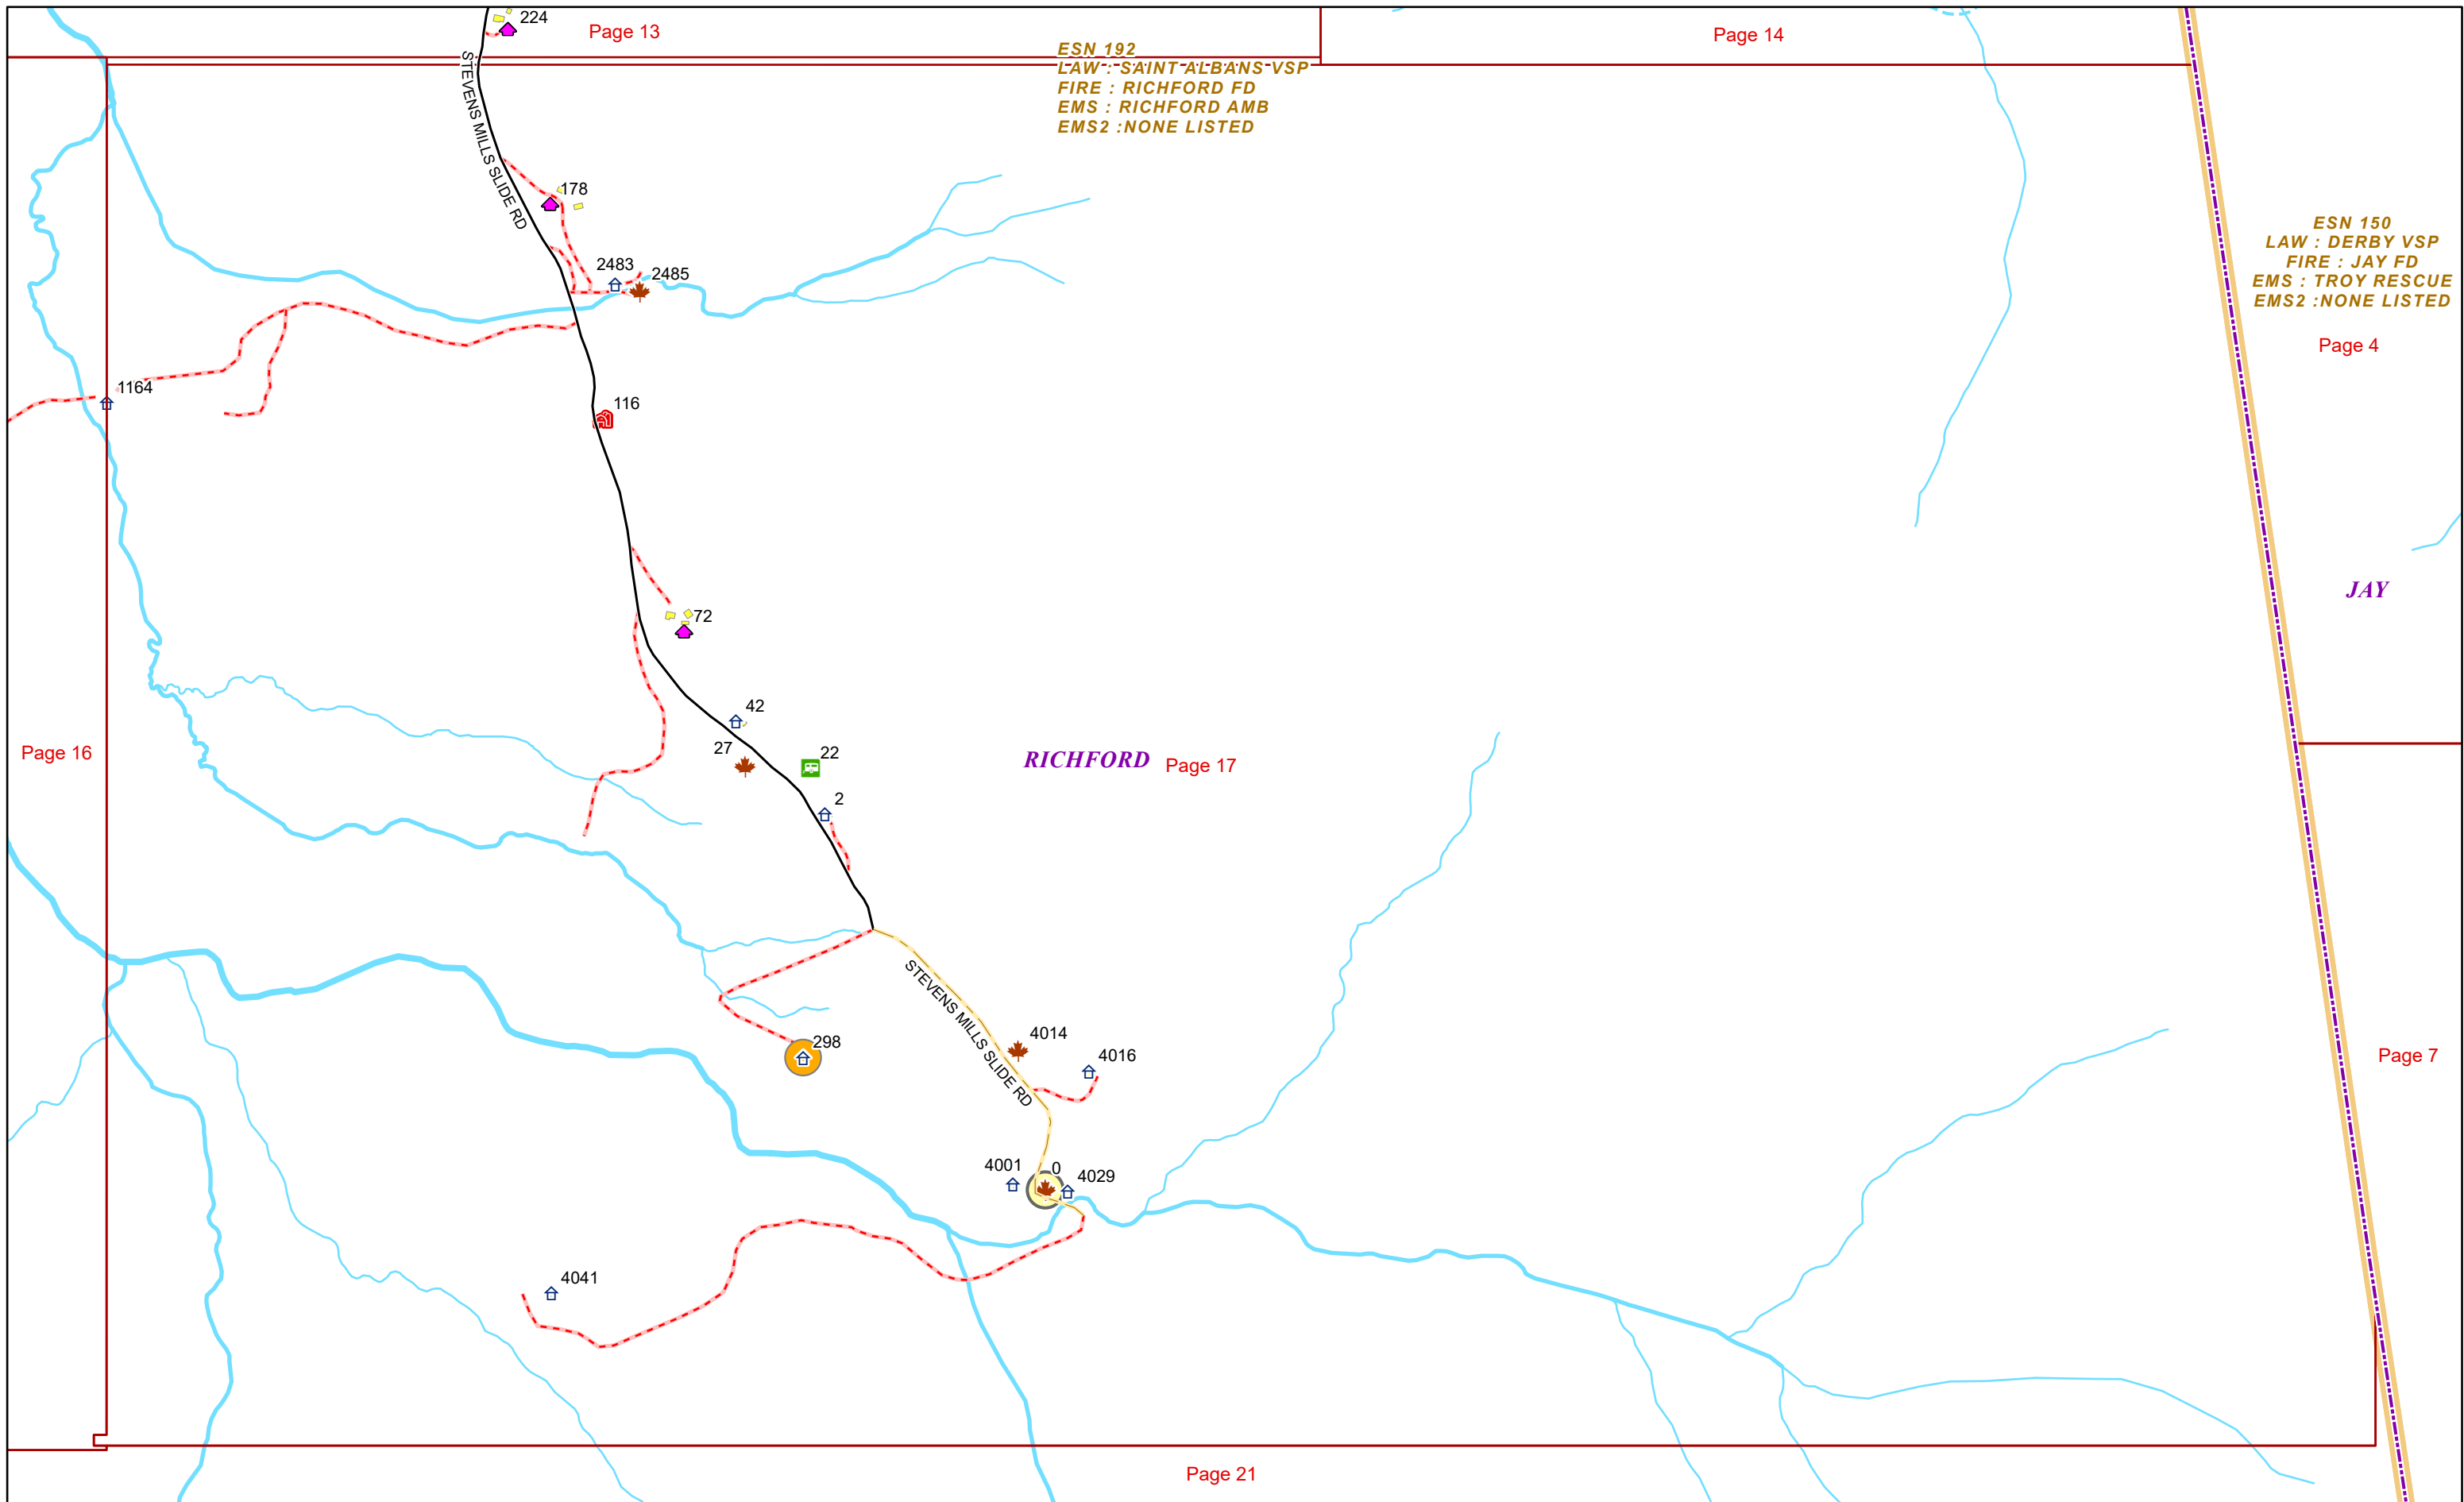 224
Page 13
Page 14
ESN 192
LAW : SAINT ALBANS VSP
FIRE : RICHFORD FD
EMS : RICHFORD AMB
EMS2 :NONE LISTED
STEVENS MILLS SLIDE RD
178
ESN 150
LAW : DERBY VSP
FIRE : JAY FD
EMS : TROY RESCUE
EMS2 :NONE LISTED
2483
2485
Page 4
1164
116
JAY
72
42
27
22
Page 16
RICHFORD
Page 17
2
STEVENS MILLS SLIDE RD
298
4014
4016
Page 7
4001
0
4029
4041
Page 21